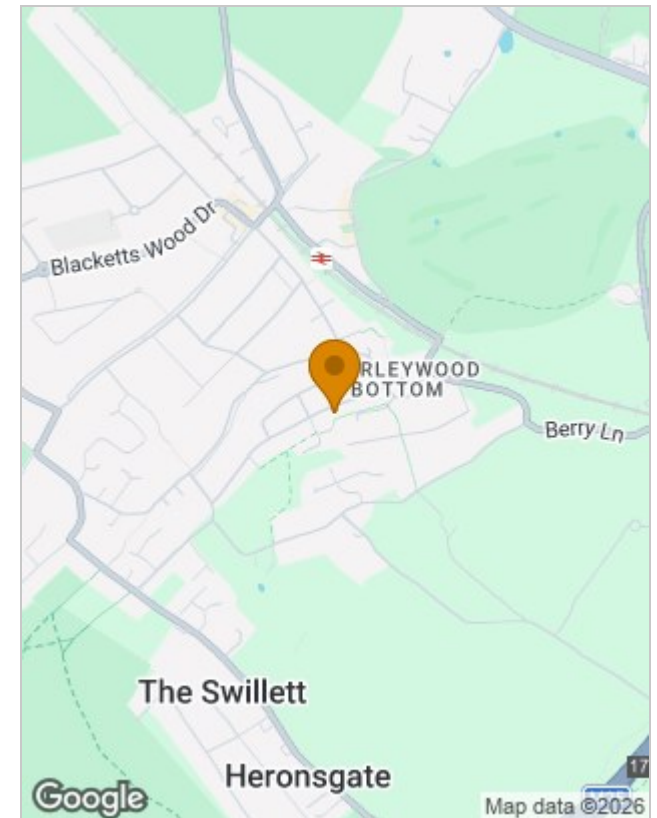 Blacketts Wood Dr
RLEYWOOD
BOTTOM
Berry Ln
The Swillett
Heronsgate
17
Google
Map data ©2026